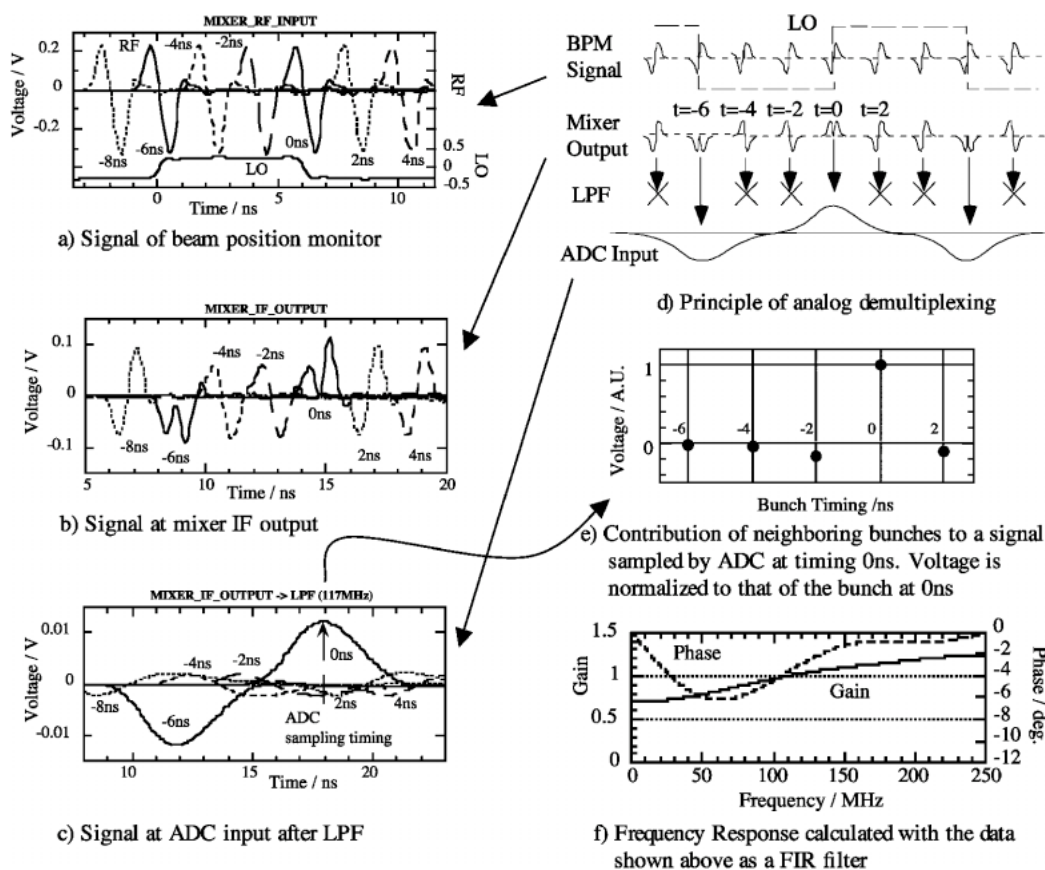 MIXER_RF_INPUT
Voltage / V
0.2
0
-0.2
RF
-4ns
-2ns
-8ns
-6ns
0ns
2ns
4ns
LO
RF
0.5
0
-0.5
LO
0
5
10
Time / ns
a) Signal of beam position monitor
LO
BPM
Signal
t=-6
t=-4
t=-2
t=0
t=2
Mixer
Output
LPF
ADC Input
d) Principle of analog demultiplexing
MIXER_IF_OUTPUT
Voltage / V
0.1
0
-0.1
-4ns
-2ns
-8ns
-6ns
0ns
2ns
4ns
5
10
15
20
Time / ns
b) Signal at mixer IF output
Voltage / A.U.
1
0
-6
-4
-2
0
2
Bunch Timing /ns
e) Contribution of neighboring bunches to a signal
sampled by ADC at timing 0ns. Voltage is
normalized to that of the bunch at 0ns
MIXER_IF_OUTPUT -> LPF (117MHz)
Voltage / V
0.01
0
-0.01
-4ns
-2ns
0ns
-8ns
-6ns
2ns
4ns
ADC
sampling timing
10
15
20
Time / ns
c) Signal at ADC input after LPF
Gain
1.5
1
0.5
0
Phase
Gain
0
-2
-4
-6
-8
-10
-12
Phase / deg.
0
50
100
150
200
250
Frequency / MHz
f) Frequency Response calculated with the data
shown above as a FIR filter